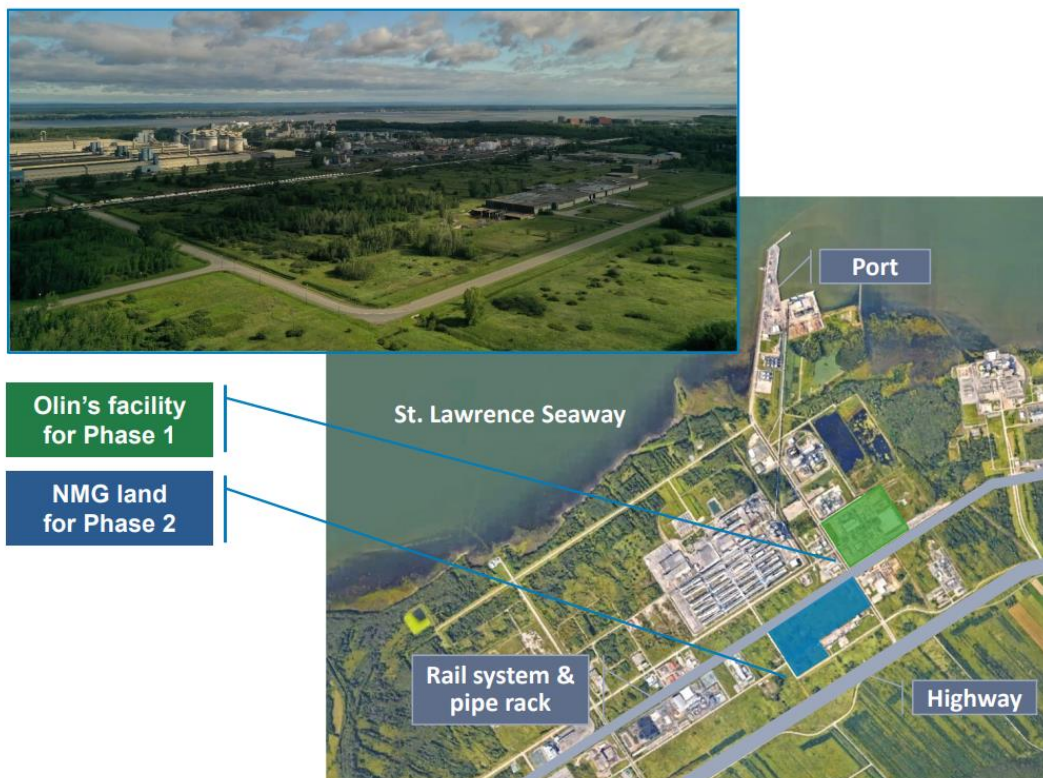 Port
Olin's facility
for Phase 1
St. Lawrence Seaway
NMG land
for Phase 2
Rail system &
pipe rack
Highway